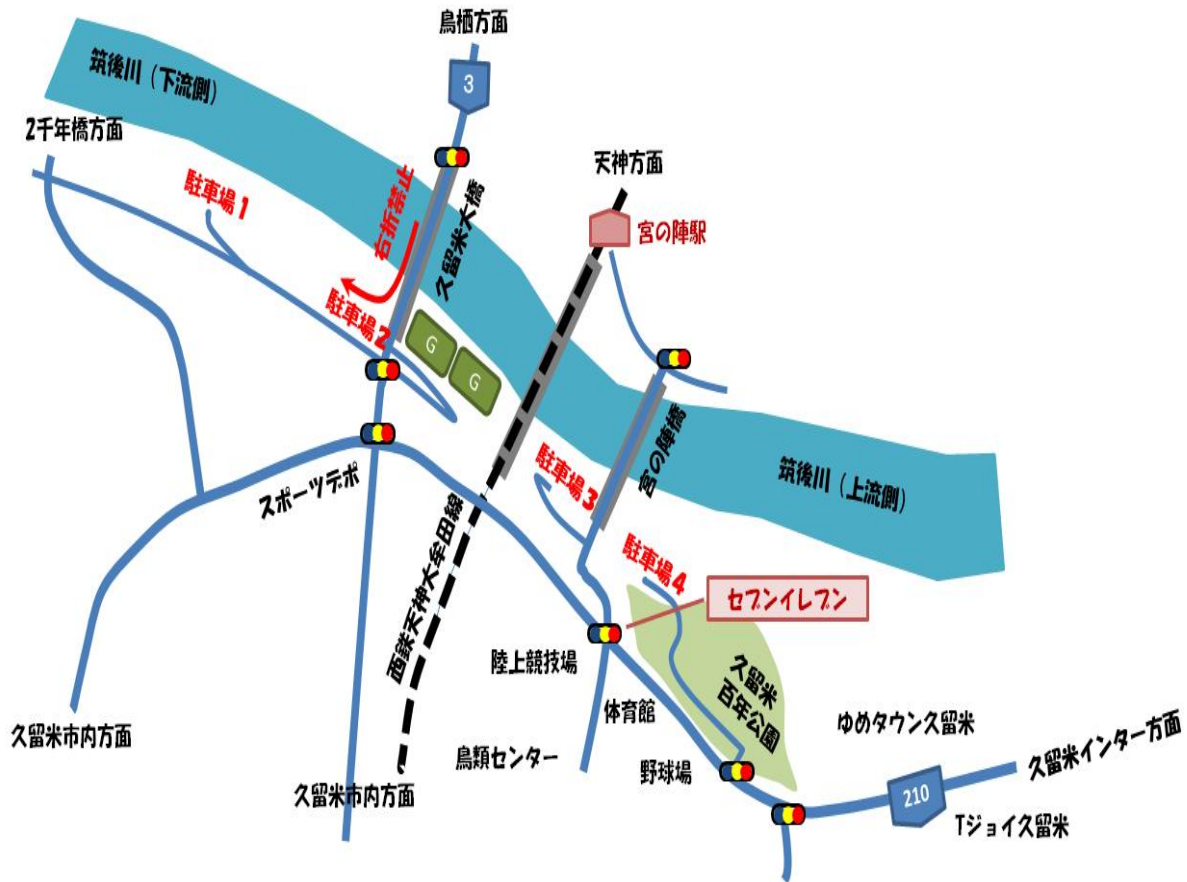 鳥栖方面
3
筑後川（下流側）
2千年橋方面
天神方面
駐車場1
右折禁止
久留米大橋
宮の陣駅
駐車場2
G
G
宮の陣橋
駐車場3
筑後川（上流側）
スポーツデポ
西鉄天神大牟田線
駐車場4
セブンイレブン
陸上競技場
久留米
百年公園
体育館
ゆめタウン久留米
久留米市内方面
鳥類センター
野球場
久留米インター方面
久留米市内方面
210
Tジョイ久留米